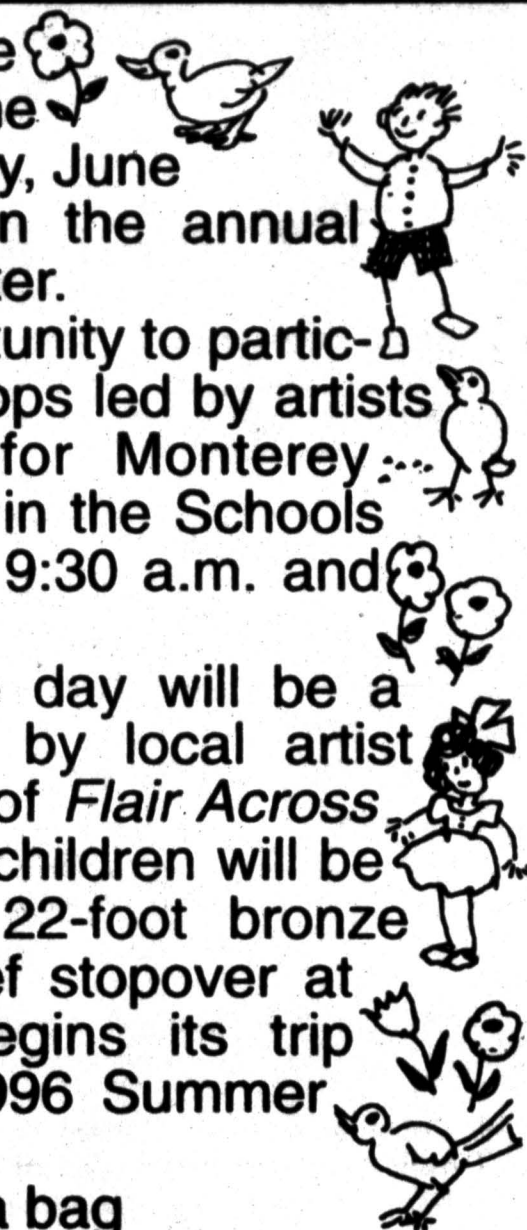 e
ne
y, June
n the annual
ter.
tunity to partic-
ops led by artists
for Monterey
in the Schools
9:30 a.m. and
day will be a
by local artist
of Flair Across
children will be
22-foot bronze
ef stopover at
egins its trip
996 Summer
a bag